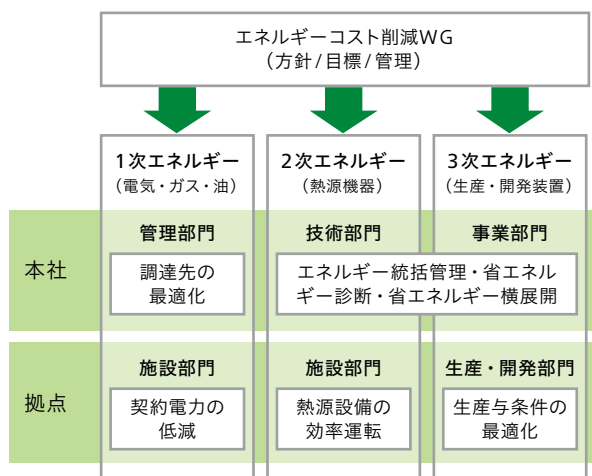 エネルギーコスト削減WG
（方針/目標/管理）
1次エネルギー
（電気・ガス・油）
2次エネルギー
（熱源機器）
3次エネルギー
（生産・開発装置）
本社
管理部門
調達先の
最適化
技術部門
事業部門
エネルギー統括管理・省エネル
ギー診断・省エネルギー横展開
拠点
施設部門
契約電力の
低減
施設部門
熱源設備の
効率運転
生産・開発部門
生産与条件の
最適化